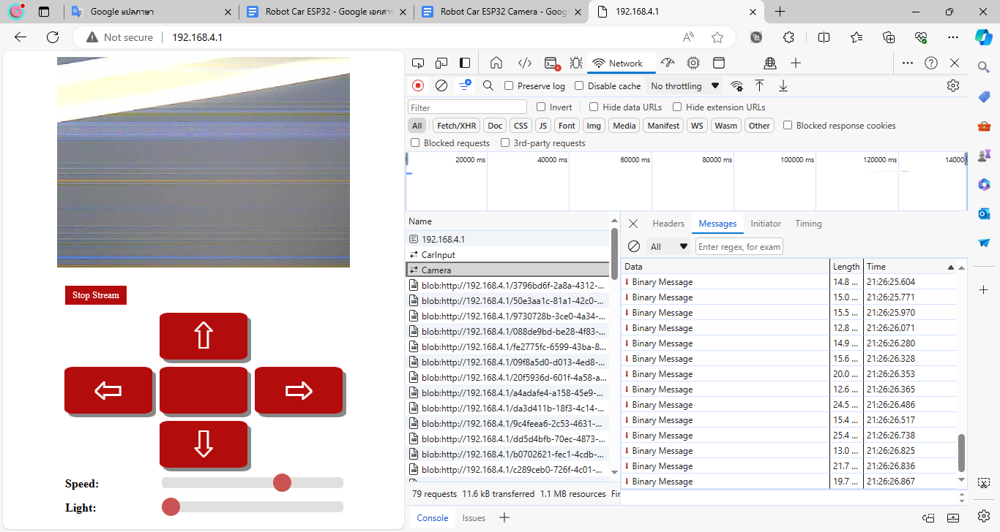 Google แปลภาษา
Robot Car ESP32 - Google เอกสาร
Robot Car ESP32 Camera - Goog
192.168.4.1
Not secure
192.168.4.1
Stop Stream
Speed:
Light:
Network
Preserve log
Disable cache
No throttling
Filter
Invert
Hide data URLs
Hide extension URLs
All
Fetch/XHR
Doc
CSS
JS
Font
Img
Media
Manifest
WS
Wasm
Other
Blocked response cookies
Blocked requests
3rd-party requests
20000 ms
40000 ms
60000 ms
80000 ms
100000 ms
120000 ms
14000
Name
192.168.4.1
CarInput
Camera
blob:http://192.168.4.1/3796bd6f-2a8a-4312-...
blob:http://192.168.4.1/50e3aa1c-81a1-42c0-...
blob:http://192.168.4.1/9730728b-3ce0-4a34-...
blob:http://192.168.4.1/088de9bd-be28-4f83-...
blob:http://192.168.4.1/fe2775fc-6599-43ba-8...
blob:http://192.168.4.1/09f8a5d0-d013-4ed8-...
blob:http://192.168.4.1/20f5936d-601f-4a58-a...
blob:http://192.168.4.1/a4adafe4-a158-45e9-...
blob:http://192.168.4.1/da3d411b-18f3-4c14-...
blob:http://192.168.4.1/9c4feea6-2c53-4631-...
blob:http://192.168.4.1/dd5d4bfb-70ec-4873-...
blob:http://192.168.4.1/b0702621-fec1-4cdb-...
blob:http://192.168.4.1/c289ceb0-726f-4c01-...
79 requests 11.6 kB transferred 1.1 MB resources Fir
Headers
Messages
Initiator
Timing
All
Enter regex, for exam
Data Length Time
Binary Message 14.8 ... 21:26:25.604
Binary Message 15.0 ... 21:26:25.771
Binary Message 15.5 ... 21:26:25.970
Binary Message 12.8 ... 21:26:26.071
Binary Message 14.9 ... 21:26:26.280
Binary Message 15.6 ... 21:26:26.328
Binary Message 20.0 ... 21:26:26.353
Binary Message 12.6 ... 21:26:26.365
Binary Message 24.5 ... 21:26:26.486
Binary Message 15.4 ... 21:26:26.517
Binary Message 25.4 ... 21:26:26.738
Binary Message 13.0 ... 21:26:26.825
Binary Message 21.7 ... 21:26:26.836
Binary Message 19.7 ... 21:26:26.867
Console
Issues